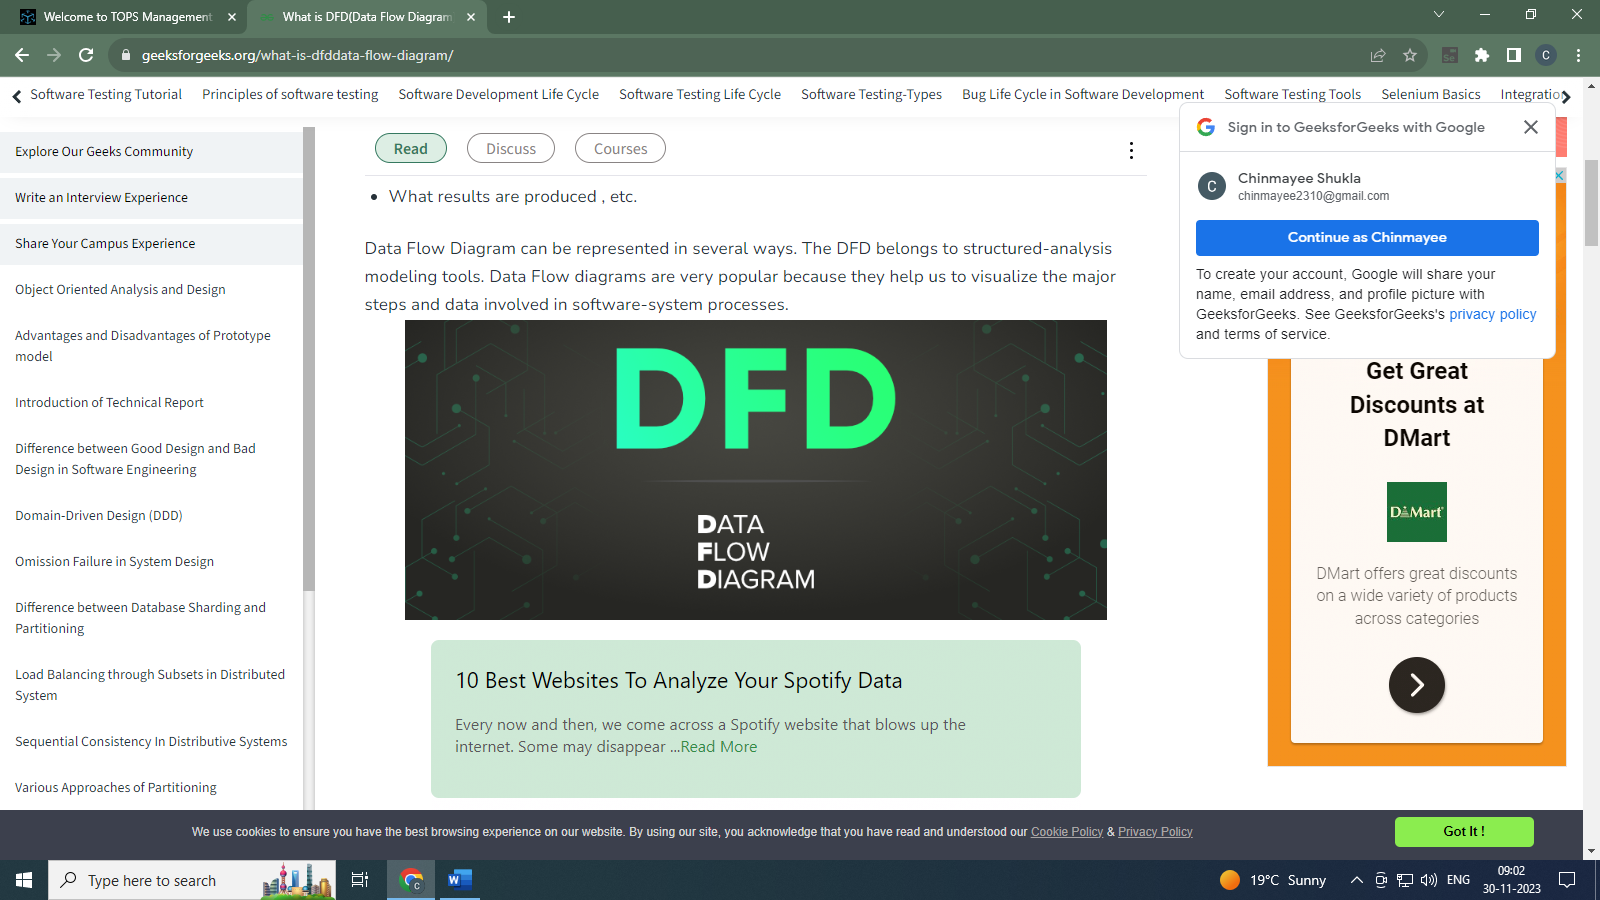 Welcome to TOPS Management
What is DFD(Data Flow Diagram
geeksforgeeks.org/what-is-dfddata-flow-diagram/
C
Software Testing Tutorial
Principles of software testing
Software Development Life Cycle
Software Testing Life Cycle
Software Testing-Types
Bug Life Cycle in Software Development
Software Testing Tools
Selenium Basics
Integratio
Explore Our Geeks Community
Write an Interview Experience
Share Your Campus Experience
Object Oriented Analysis and Design
Advantages and Disadvantages of Prototype
model
Introduction of Technical Report
Difference between Good Design and Bad
Design in Software Engineering
Domain-Driven Design (DDD)
Omission Failure in System Design
Difference between Database Sharding and
Partitioning
Load Balancing through Subsets in Distributed
System
Sequential Consistency In Distributive Systems
Various Approaches of Partitioning
Read
Discuss
Courses
What results are produced , etc.
Data Flow Diagram can be represented in several ways. The DFD belongs to structured-analysis
modeling tools. Data Flow diagrams are very popular because they help us to visualize the major
steps and data involved in software-system processes.
DFD
DATA
FLOW
DIAGRAM
10 Best Websites To Analyze Your Spotify Data
Every now and then, we come across a Spotify website that blows up the
internet. Some may disappear ...Read More
Sign in to GeeksforGeeks with Google
C
Chinmayee Shukla
chinmayee2310@gmail.com
Continue as Chinmayee
To create your account, Google will share your
name, email address, and profile picture with
GeeksforGeeks. See GeeksforGeeks's privacy policy
and terms of service.
Get Great
Discounts at
DMart
DMart
DMart offers great discounts
on a wide variety of products
across categories
We use cookies to ensure you have the best browsing experience on our website. By using our site, you acknowledge that you have read and understood our Cookie Policy & Privacy Policy
Got It !
Type here to search
C
W
19°C Sunny
ENG
09:02
30-11-2023